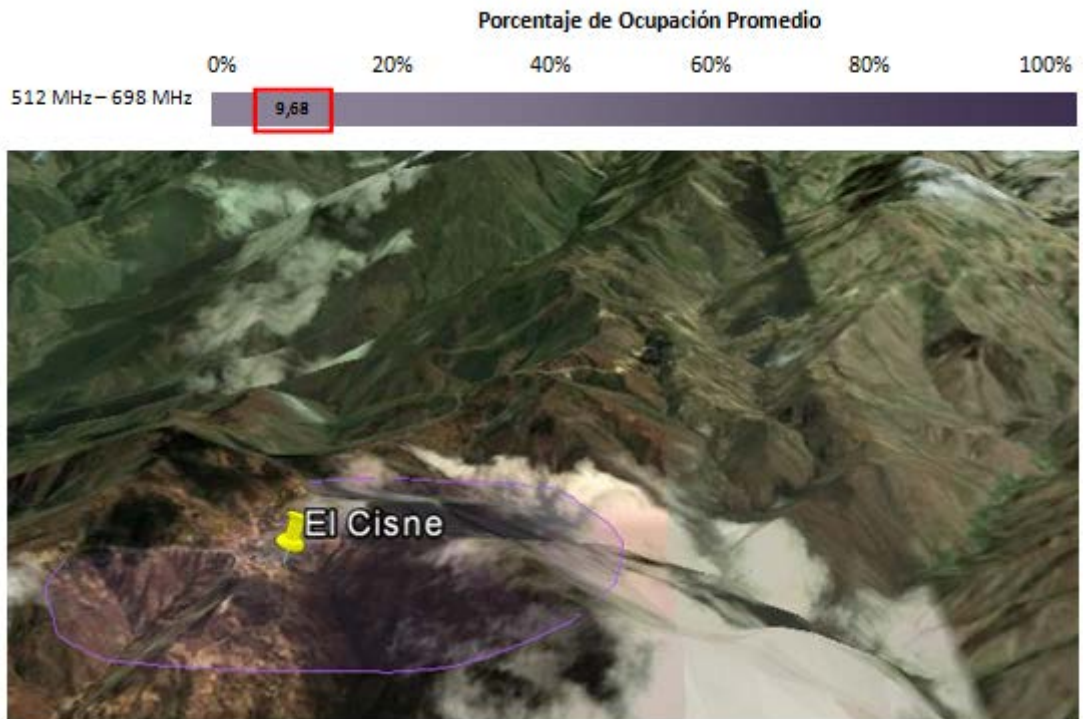 Porcentaje de Ocupación Promedio
0% 20% 40% 60% 80% 100%
512 MHz – 698 MHz 9,68
El Cisne